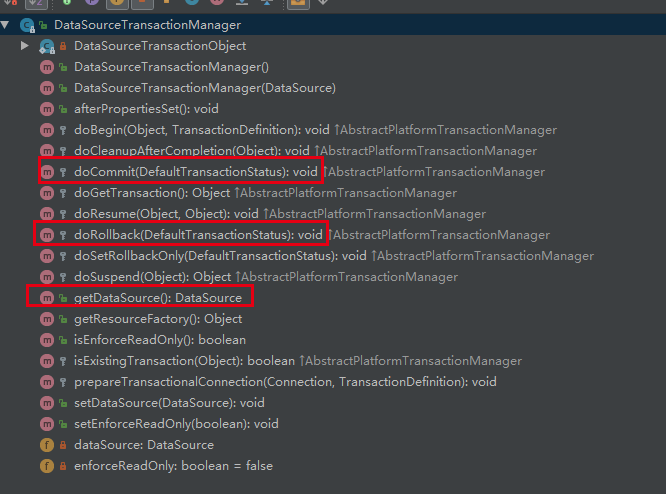 DataSourceTransactionManager
DataSourceTransactionObject
DataSourceTransactionManager()
DataSourceTransactionManager(DataSource)
afterPropertiesSet(): void
doBegin(Object, TransactionDefinition): void ↑AbstractPlatformTransactionManager
doCleanupAfterCompletion(Object): void ↑AbstractPlatformTransactionManager
doCommit(DefaultTransactionStatus): void ↑AbstractPlatformTransactionManager
doGetTransaction(): Object ↑AbstractPlatformTransactionManager
doResume(Object, Object): void ↑AbstractPlatformTransactionManager
doRollback(DefaultTransactionStatus): void ↑AbstractPlatformTransactionManager
doSetRollbackOnly(DefaultTransactionStatus): void ↑AbstractPlatformTransactionManager
doSuspend(Object): Object ↑AbstractPlatformTransactionManager
getDataSource(): DataSource
getResourceFactory(): Object
isEnforceReadOnly(): boolean
isExistingTransaction(Object): boolean ↑AbstractPlatformTransactionManager
prepareTransactionalConnection(Connection, TransactionDefinition): void
setDataSource(DataSource): void
setEnforceReadOnly(boolean): void
dataSource: DataSource
enforceReadOnly: boolean = false